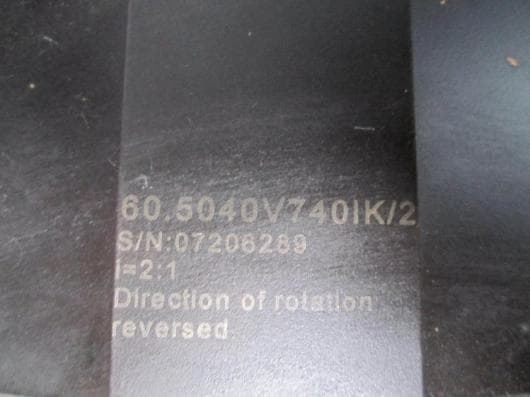 60.5040V740IK/2
S/N:07206289
i=2:1
Direction of rotation
reversed